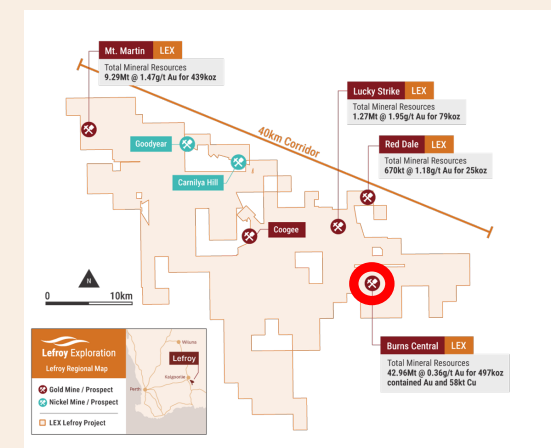 Mt. Martin LEX
Total Mineral Resources
9.29Mt @ 1.47g/t Au for 439koz
Lucky Strike LEX
Total Mineral Resources
1.27Mt @ 1.95g/t Au for 79koz
Goodyear
40km Corridor
Red Dale LEX
Total Mineral Resources
670kt @ 1.18g/t Au for 25koz
Carnilya Hill
Coogee
N
0 10km
Burns Central LEX
Total Mineral Resources
42.96Mt @ 0.36g/t Au for 497koz
contained Au and 58kt Cu
Lefroy Exploration
Lefroy Regional Map
Wiluna
Lefroy
Kalgoorlie
Perth
Gold Mine / Prospect
Nickel Mine / Prospect
LEX Lefroy Project